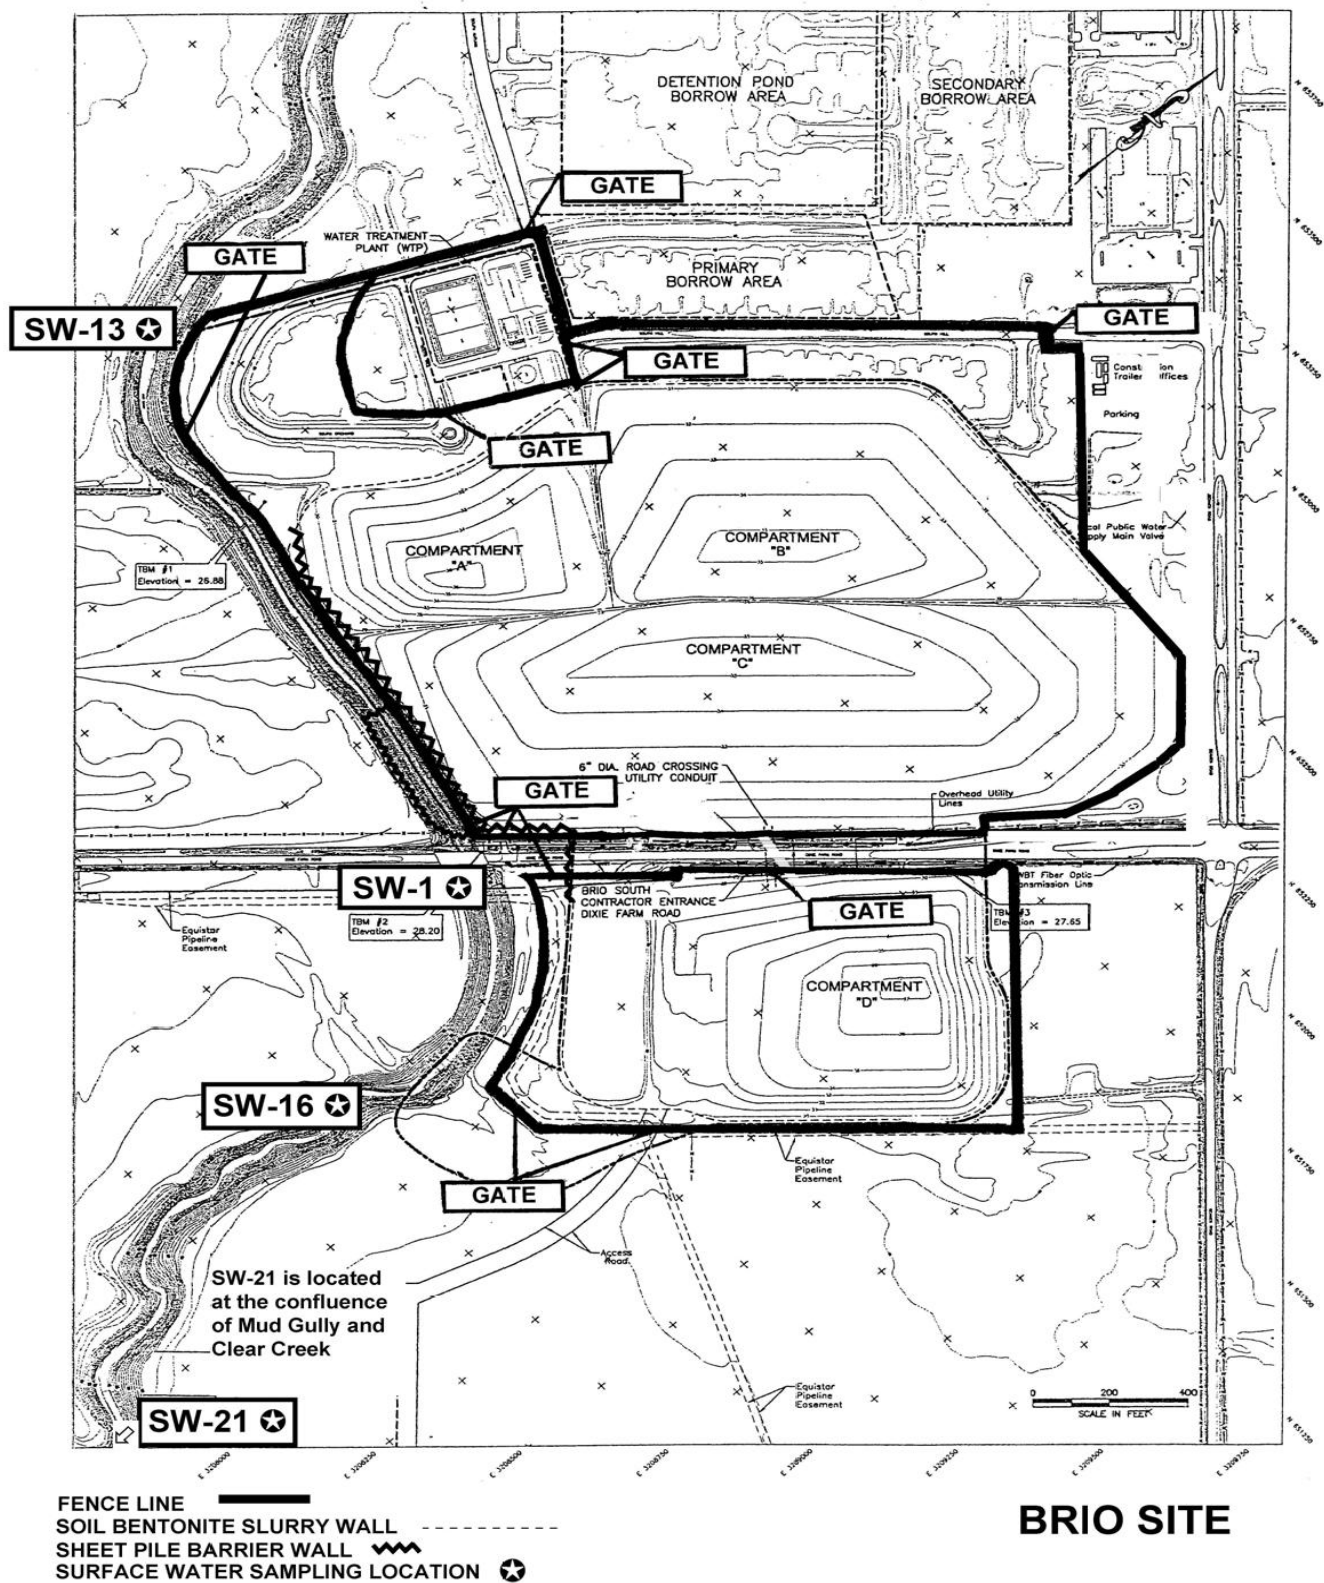 DETENTION POND
BORROW AREA
SECONDARY
BORROW AREA
GATE
WATER TREATMENT
PLANT (WTP)
GATE
PRIMARY
BORROW AREA
SW-13
GATE
GATE
Parking
GATE
COMPARTMENT
"A"
COMPARTMENT
"B"
TBM #1
Elevation = 26.88
COMPARTMENT
"C"
6" DIA. ROAD CROSSING
UTILITY CONDUIT
GATE
Overhead Utility
Lines
SW-1
BRIO SOUTH
CONTRACTOR ENTRANCE
DIXIE FARM ROAD
GATE
Fiber Optic
Line
TBM #2
Elevation = 28.20
Elevation = 27.65
Equistar
Pipeline
Easement
COMPARTMENT
"D"
SW-16
Equistar
Pipeline
Easement
GATE
Access
Road
SW-21 is located
at the confluence
of Mud Gully and
Clear Creek
Equistar
Pipeline
Easement
0 200 400
SCALE IN FEET
SW-21
FENCE LINE
SOIL BENTONITE SLURRY WALL
SHEET PILE BARRIER WALL
SURFACE WATER SAMPLING LOCATION
BRIO SITE